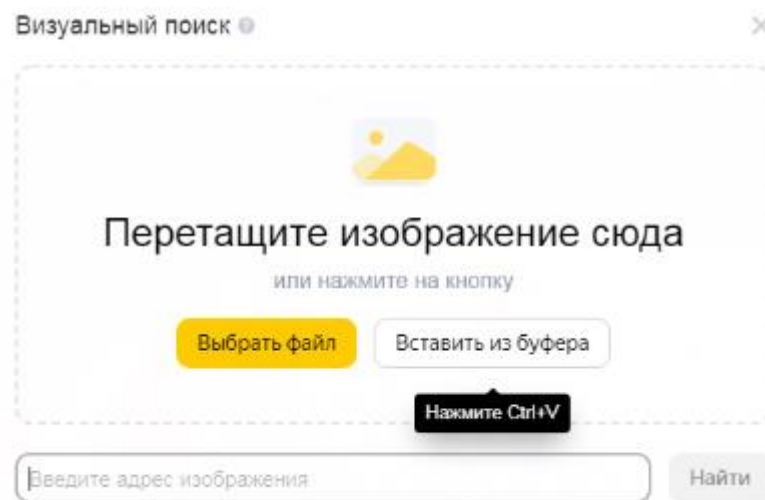 Визуальный поиск
Перетащите изображение сюда
или нажмите на кнопку
Выбрать файл
Вставить из буфера
Нажмите Ctrl+V
Введите адрес изображения
Найти